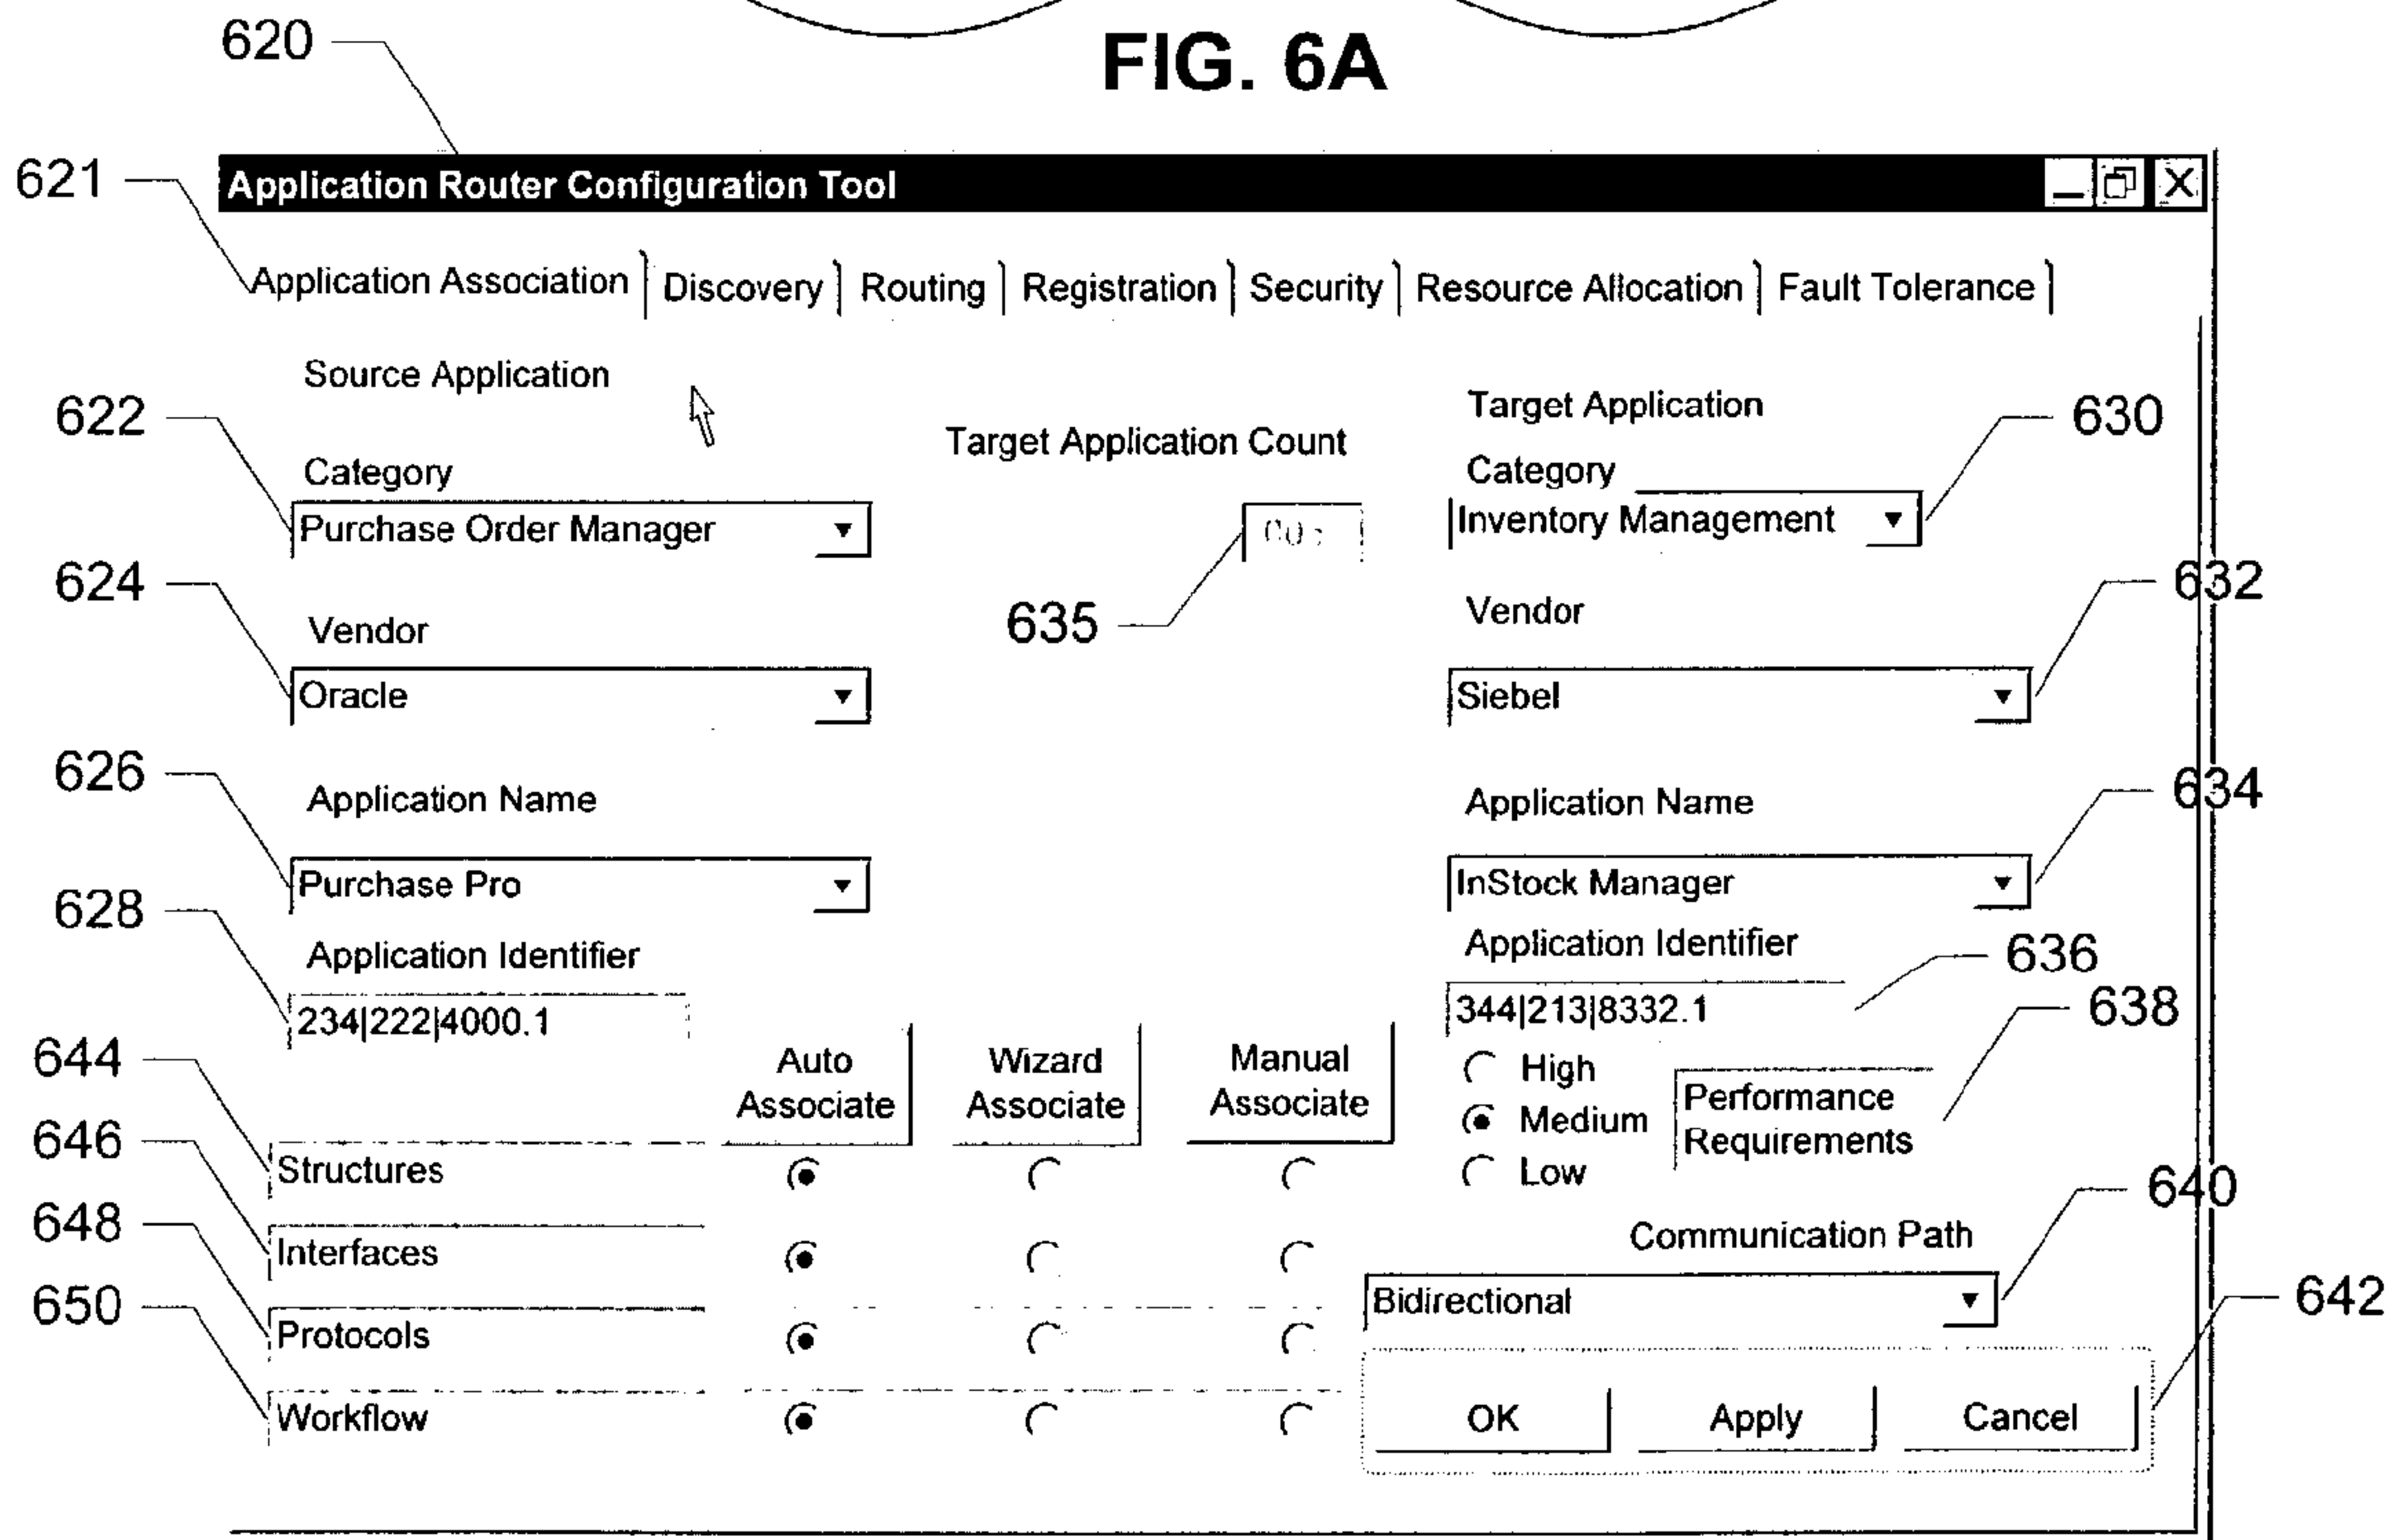 FIG. 6A
620
621
Application Router Configuration Tool
Application Association Discovery Routing Registration Security Resource Allocation Fault Tolerance
Source Application
622
Category
Purchase Order Manager
624
Vendor
Oracle
626
Application Name
Purchase Pro
628
Application Identifier
234|222|4000.1
Target Application Count
635
Target Application
630
Category
Inventory Management
632
Vendor
Siebel
634
Application Name
InStock Manager
Application Identifier
636
344|213|8332.1
638
High
Medium
Low
Performance
Requirements
Auto
Associate
Wizard
Associate
Manual
Associate
644
Structures
646
Interfaces
648
Protocols
650
Workflow
640
Communication Path
Bidirectional
642
OK Apply Cancel